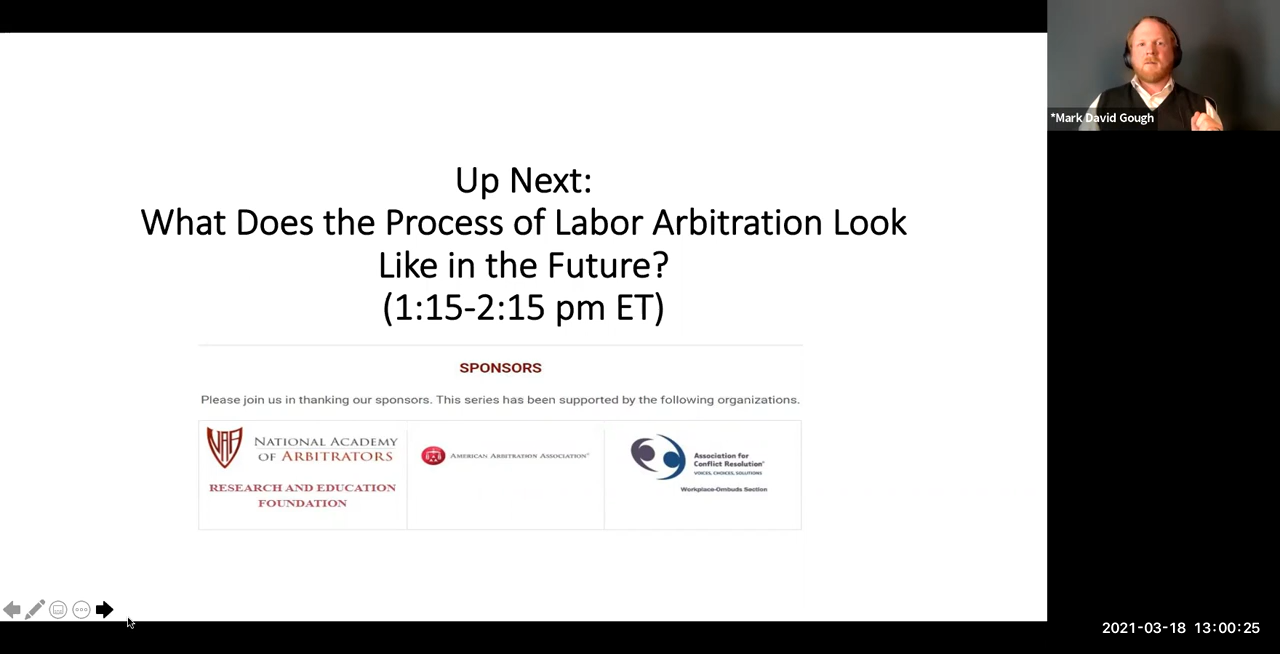 Up Next:
What Does the Process of Labor Arbitration Look
Like in the Future?
(1:15-2:15 pm ET)
SPONSORS
Please join us in thanking our sponsors. This series has been supported by the following organizations.
NATIONAL ACADEMY
OF ARBITRATORS
RESEARCH AND EDUCATION
FOUNDATION
AMERICAN ARBITRATION ASSOCIATION®
Association for
Conflict Resolution®
VOICES, CHOICES, SOLUTIONS
Workplace-Ombuds Section
*Mark David Gough
2021-03-18 13:00:25